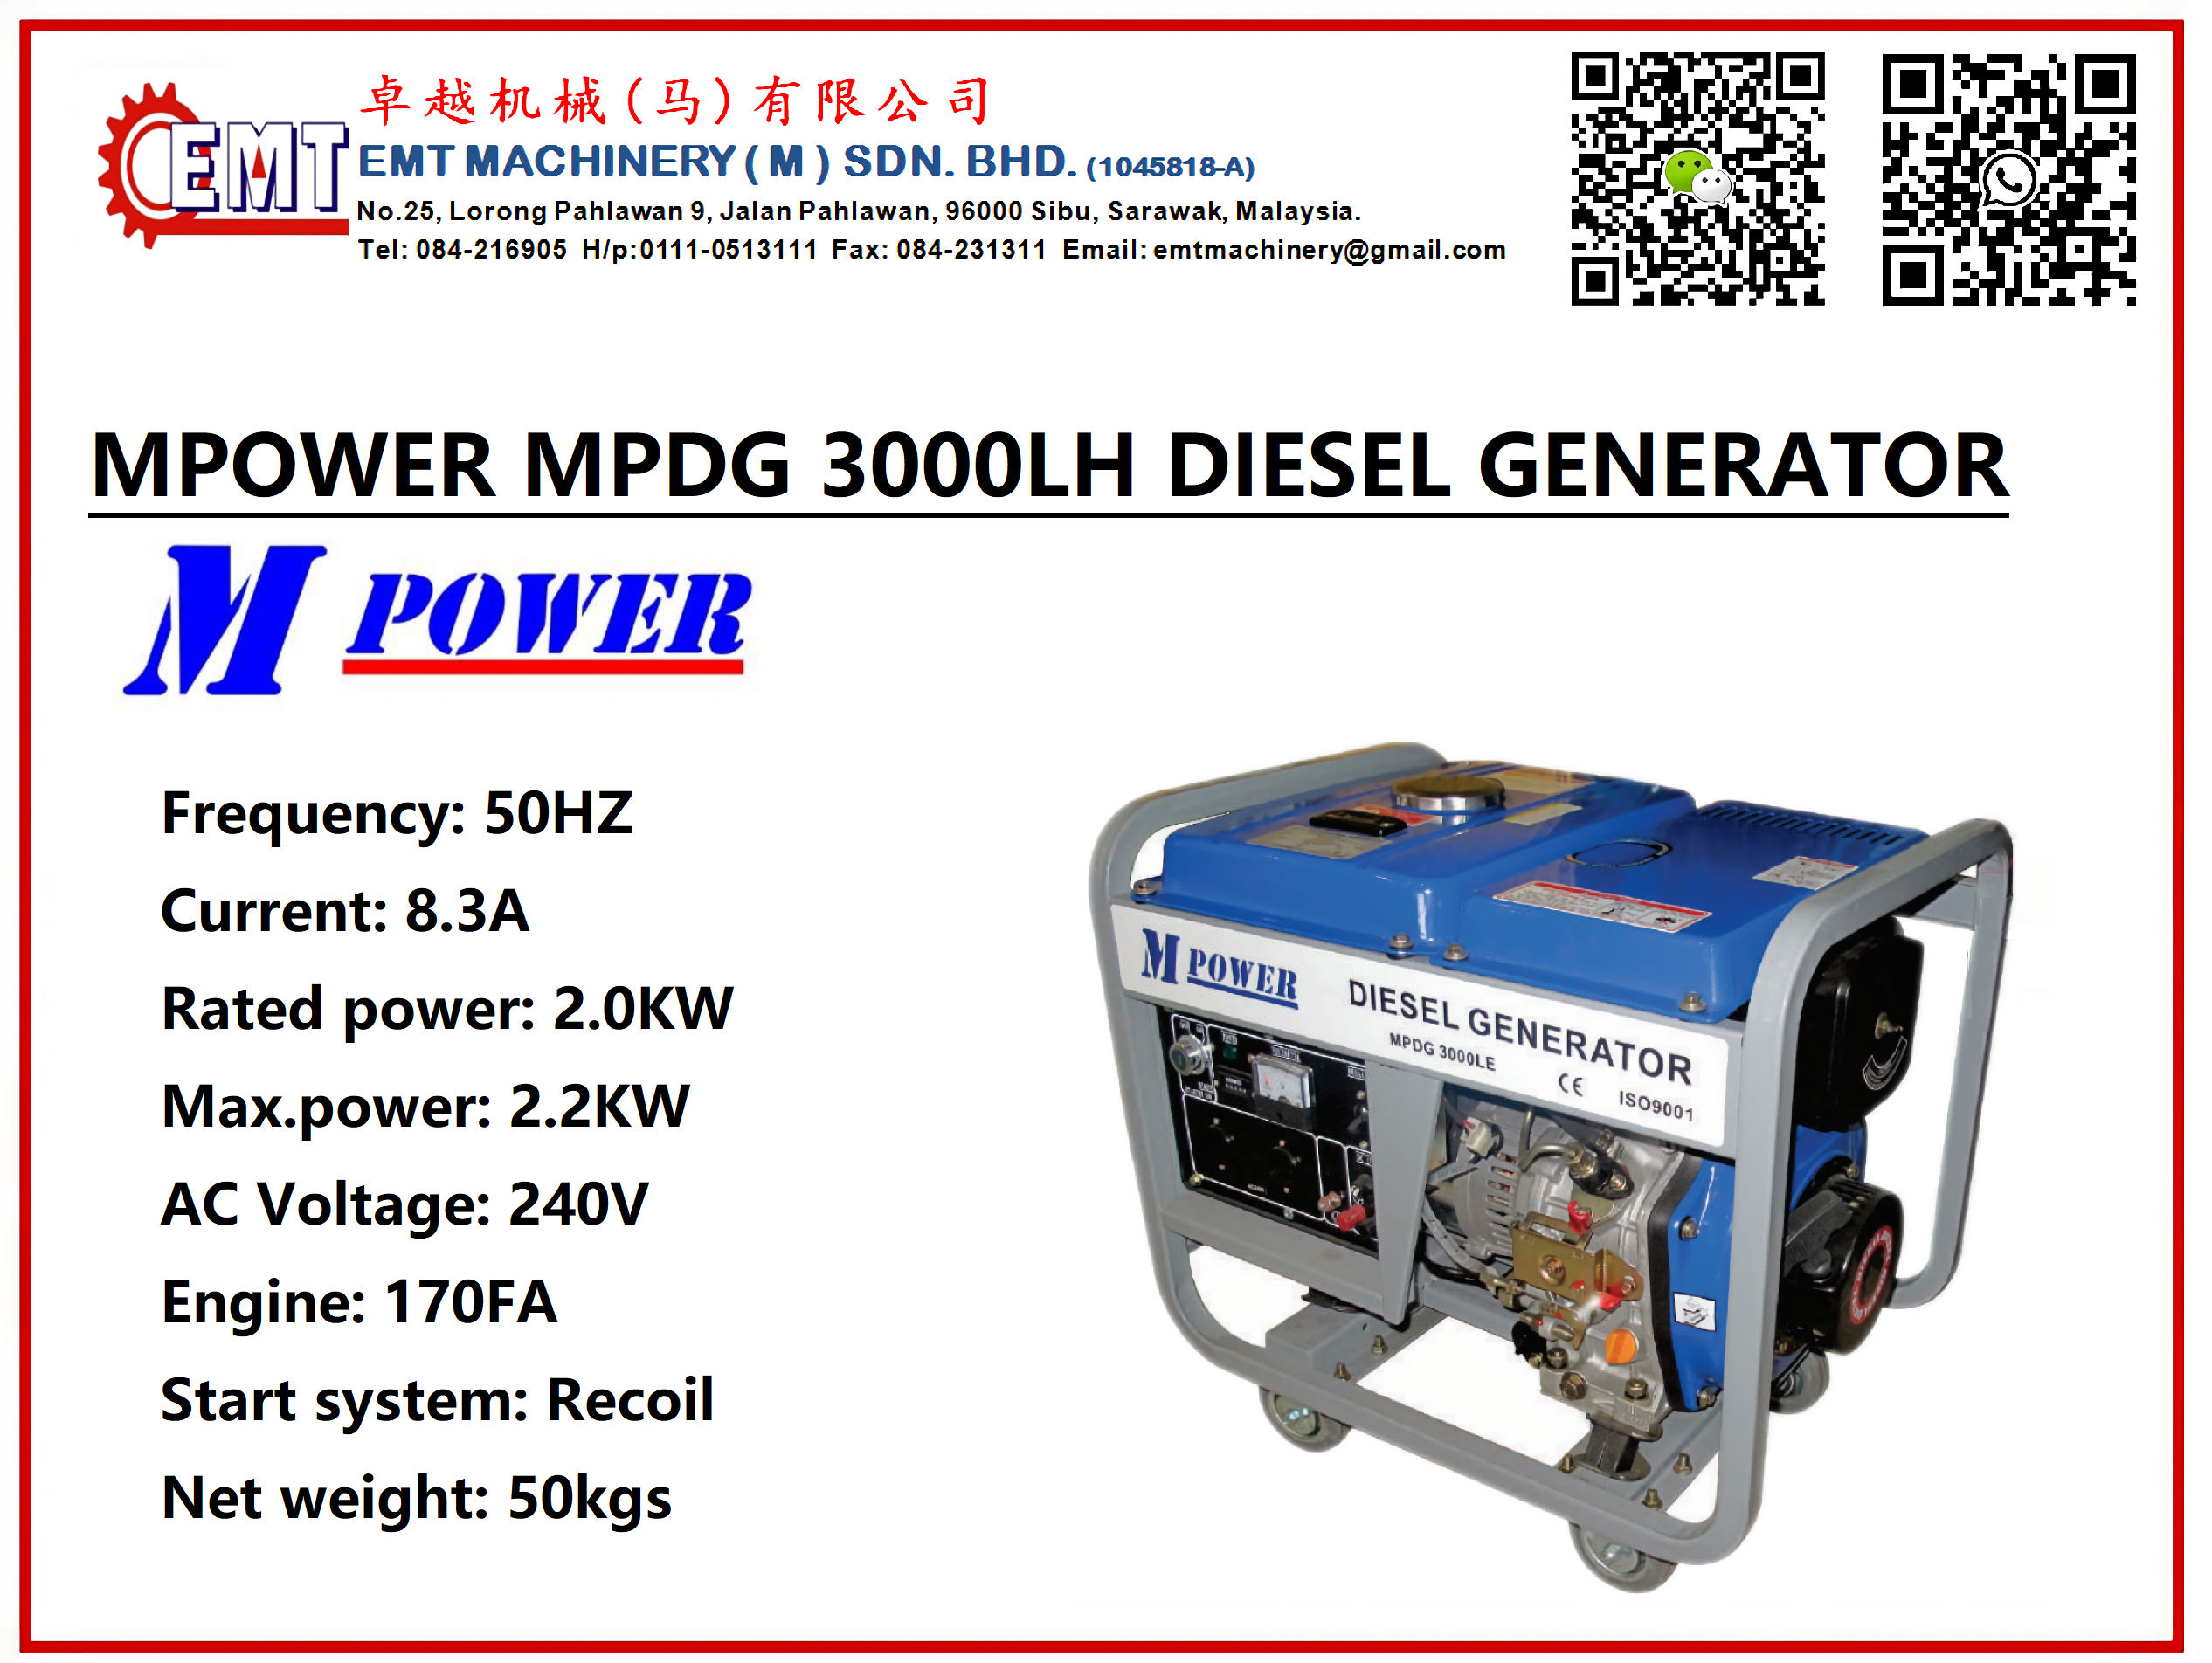 卓越机械(马)有限公司
EMT
EMT MACHINERY ( M ) SDN. BHD. (1045818-A)
No.25, Lorong Pahlawan 9, Jalan Pahlawan, 96000 Sibu, Sarawak, Malaysia.
Tel: 084-216905 H/p:0111-0513111 Fax: 084-231311 Email: emtmachinery@gmail.com
MPOWER MPDG 3000LH DIESEL GENERATOR
M POWER
Frequency: 50HZ
Current: 8.3A
Rated power: 2.0KW
Max.power: 2.2KW
AC Voltage: 240V
Engine: 170FA
Start system: Recoil
Net weight: 50kgs
M POWER
DIESEL GENERATOR
MPDG 3000LE
CE
ISO9001